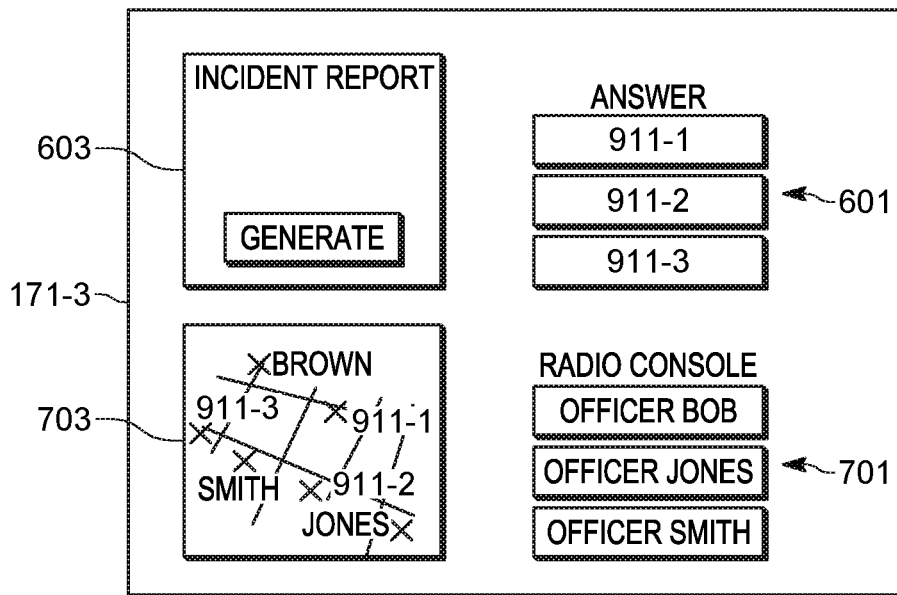 INCIDENT REPORT
GENERATE
ANSWER
911-1
911-2
911-3
603
601
171-3
BROWN
911-3
911-1
SMITH
911-2
JONES
703
RADIO CONSOLE
OFFICER BOB
OFFICER JONES
OFFICER SMITH
701